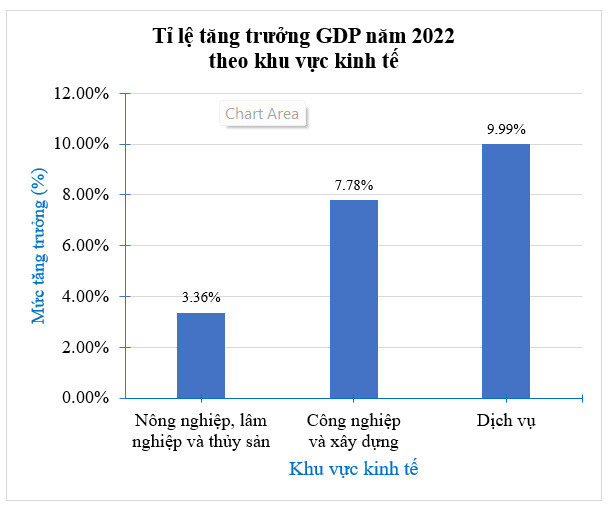 Tỉ lệ tăng trưởng GDP năm 2022
theo khu vực kinh tế
12.00%
Chart Area
10.00%
9.99%
8.00%
7.78%
6.00%
4.00%
3.36%
2.00%
0.00%
Mức tăng trưởng (%)
Nông nghiệp, lâm
nghiệp và thủy sản
Công nghiệp
và xây dựng
Dịch vụ
Khu vực kinh tế